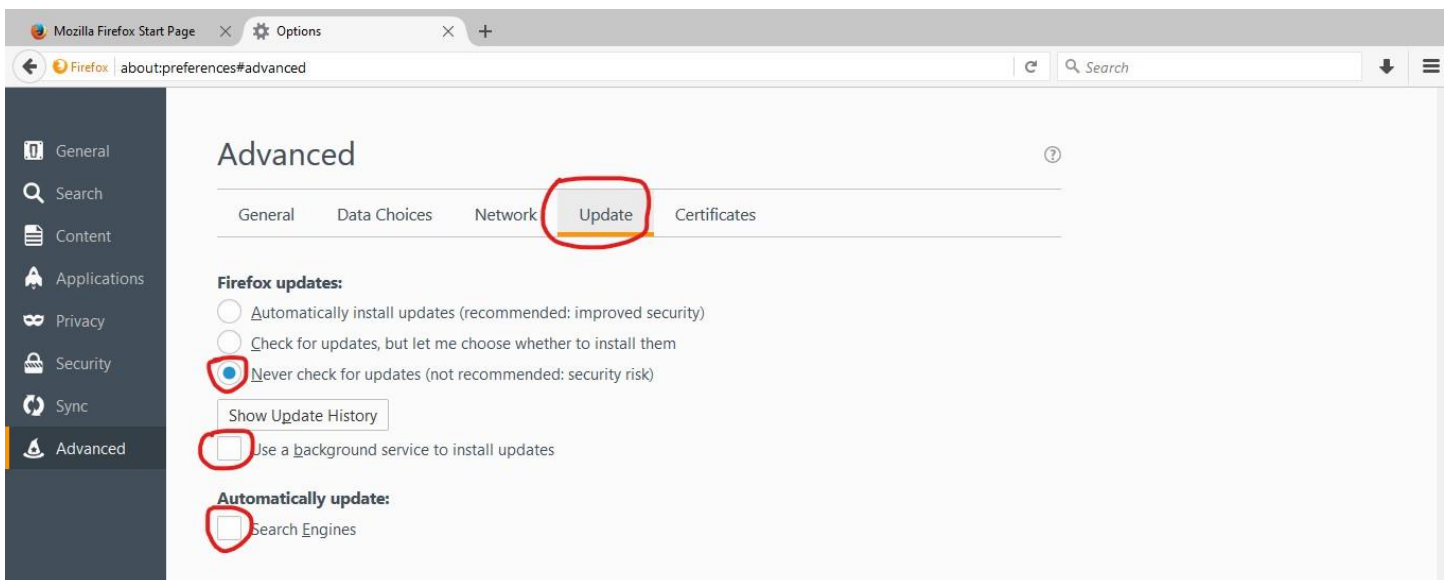 Mozilla Firefox Start Page
Options
Firefox about:preferences#advanced
Search
General
Search
Content
Applications
Privacy
Security
Sync
Advanced
Advanced
General Data Choices Network Update Certificates
Firefox updates:
Automatically install updates (recommended: improved security)
Check for updates, but let me choose whether to install them
Never check for updates (not recommended: security risk)
Show Update History
Use a background service to install updates
Automatically update:
Search Engines